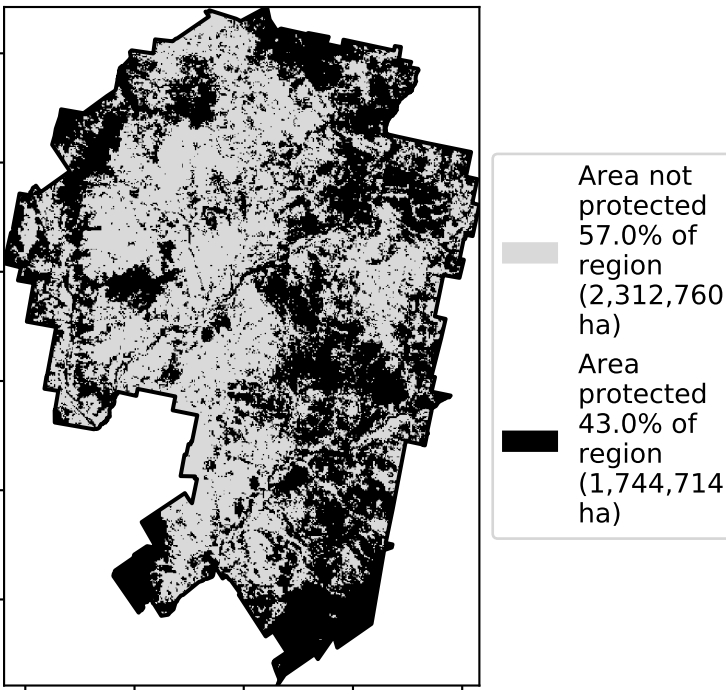 Area not
protected
57.0% of
region
(2,312,760
ha)
Area
protected
43.0% of
region
(1,744,714
ha)